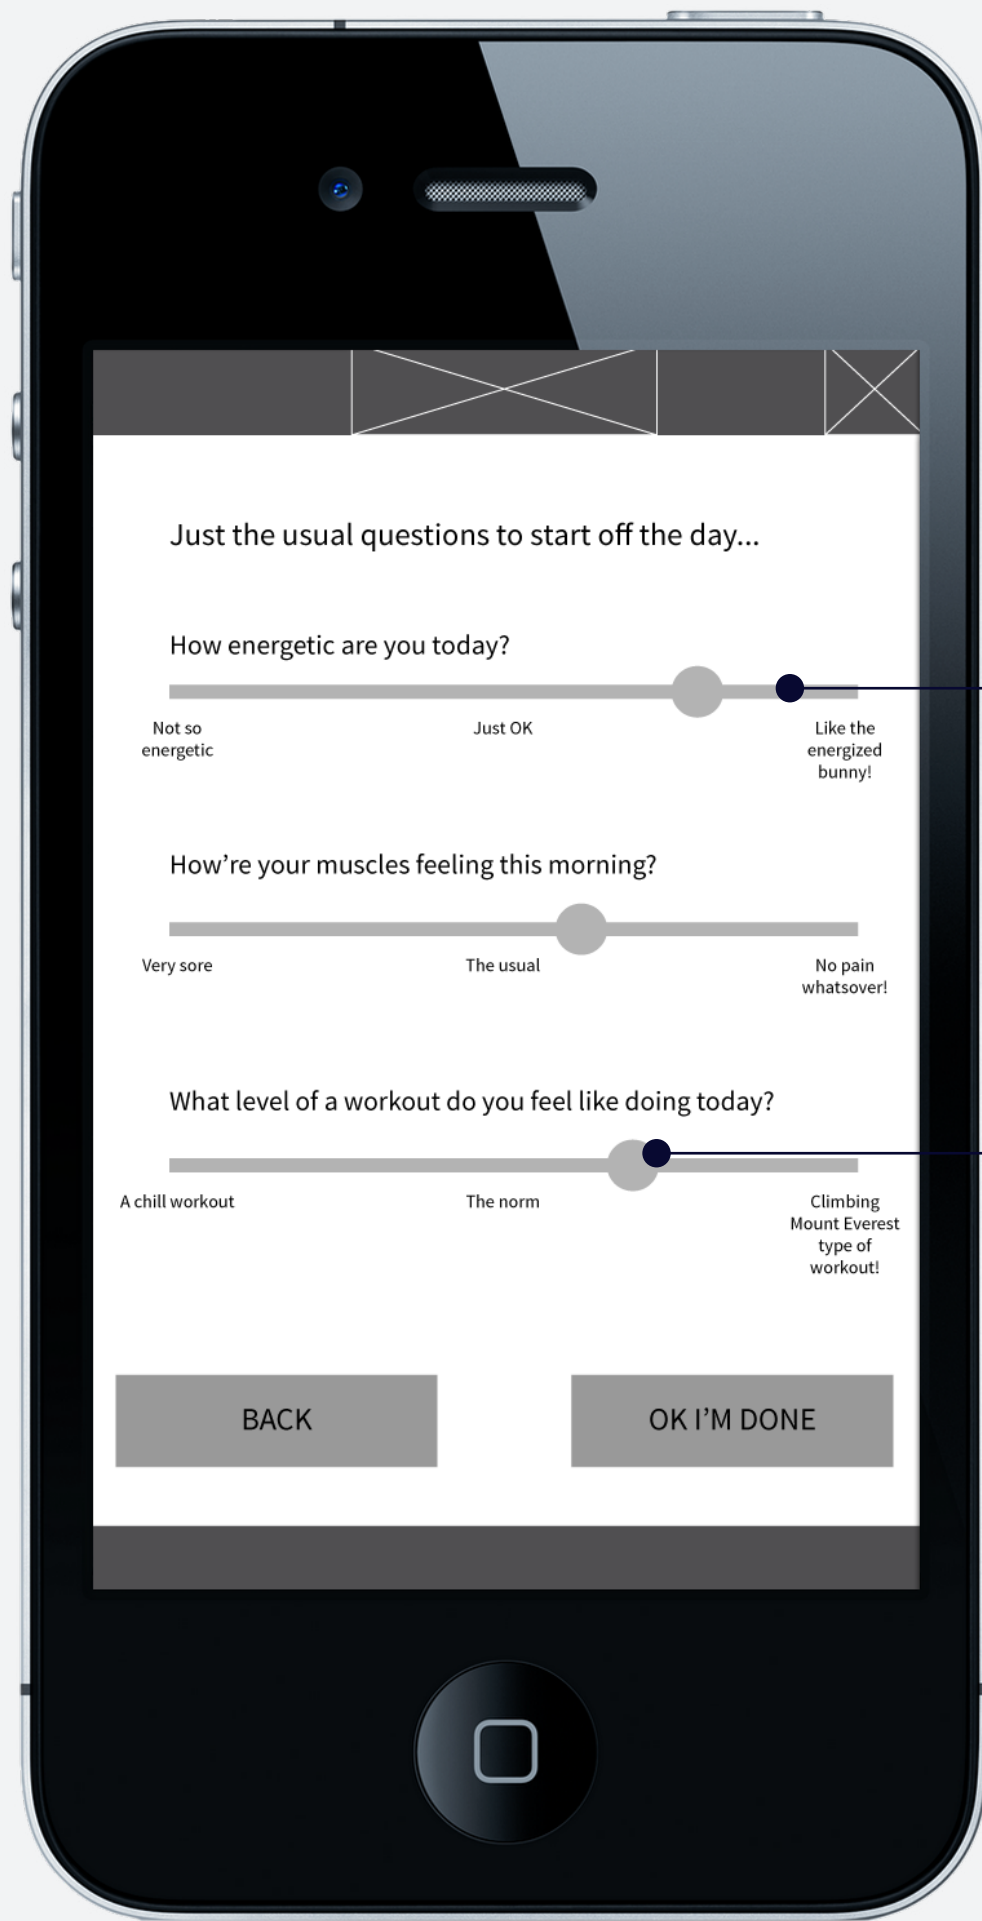 Just the usual questions to start off the day...
How energetic are you today?
Not so
energetic
Just OK
Like the
energized
bunny!
How’re your muscles feeling this morning?
Very sore
The usual
No pain
whatsover!
What level of a workout do you feel like doing today?
A chill workout
The norm
Climbing
Mount Everest
type of
workout!
BACK
OK I’M DONE